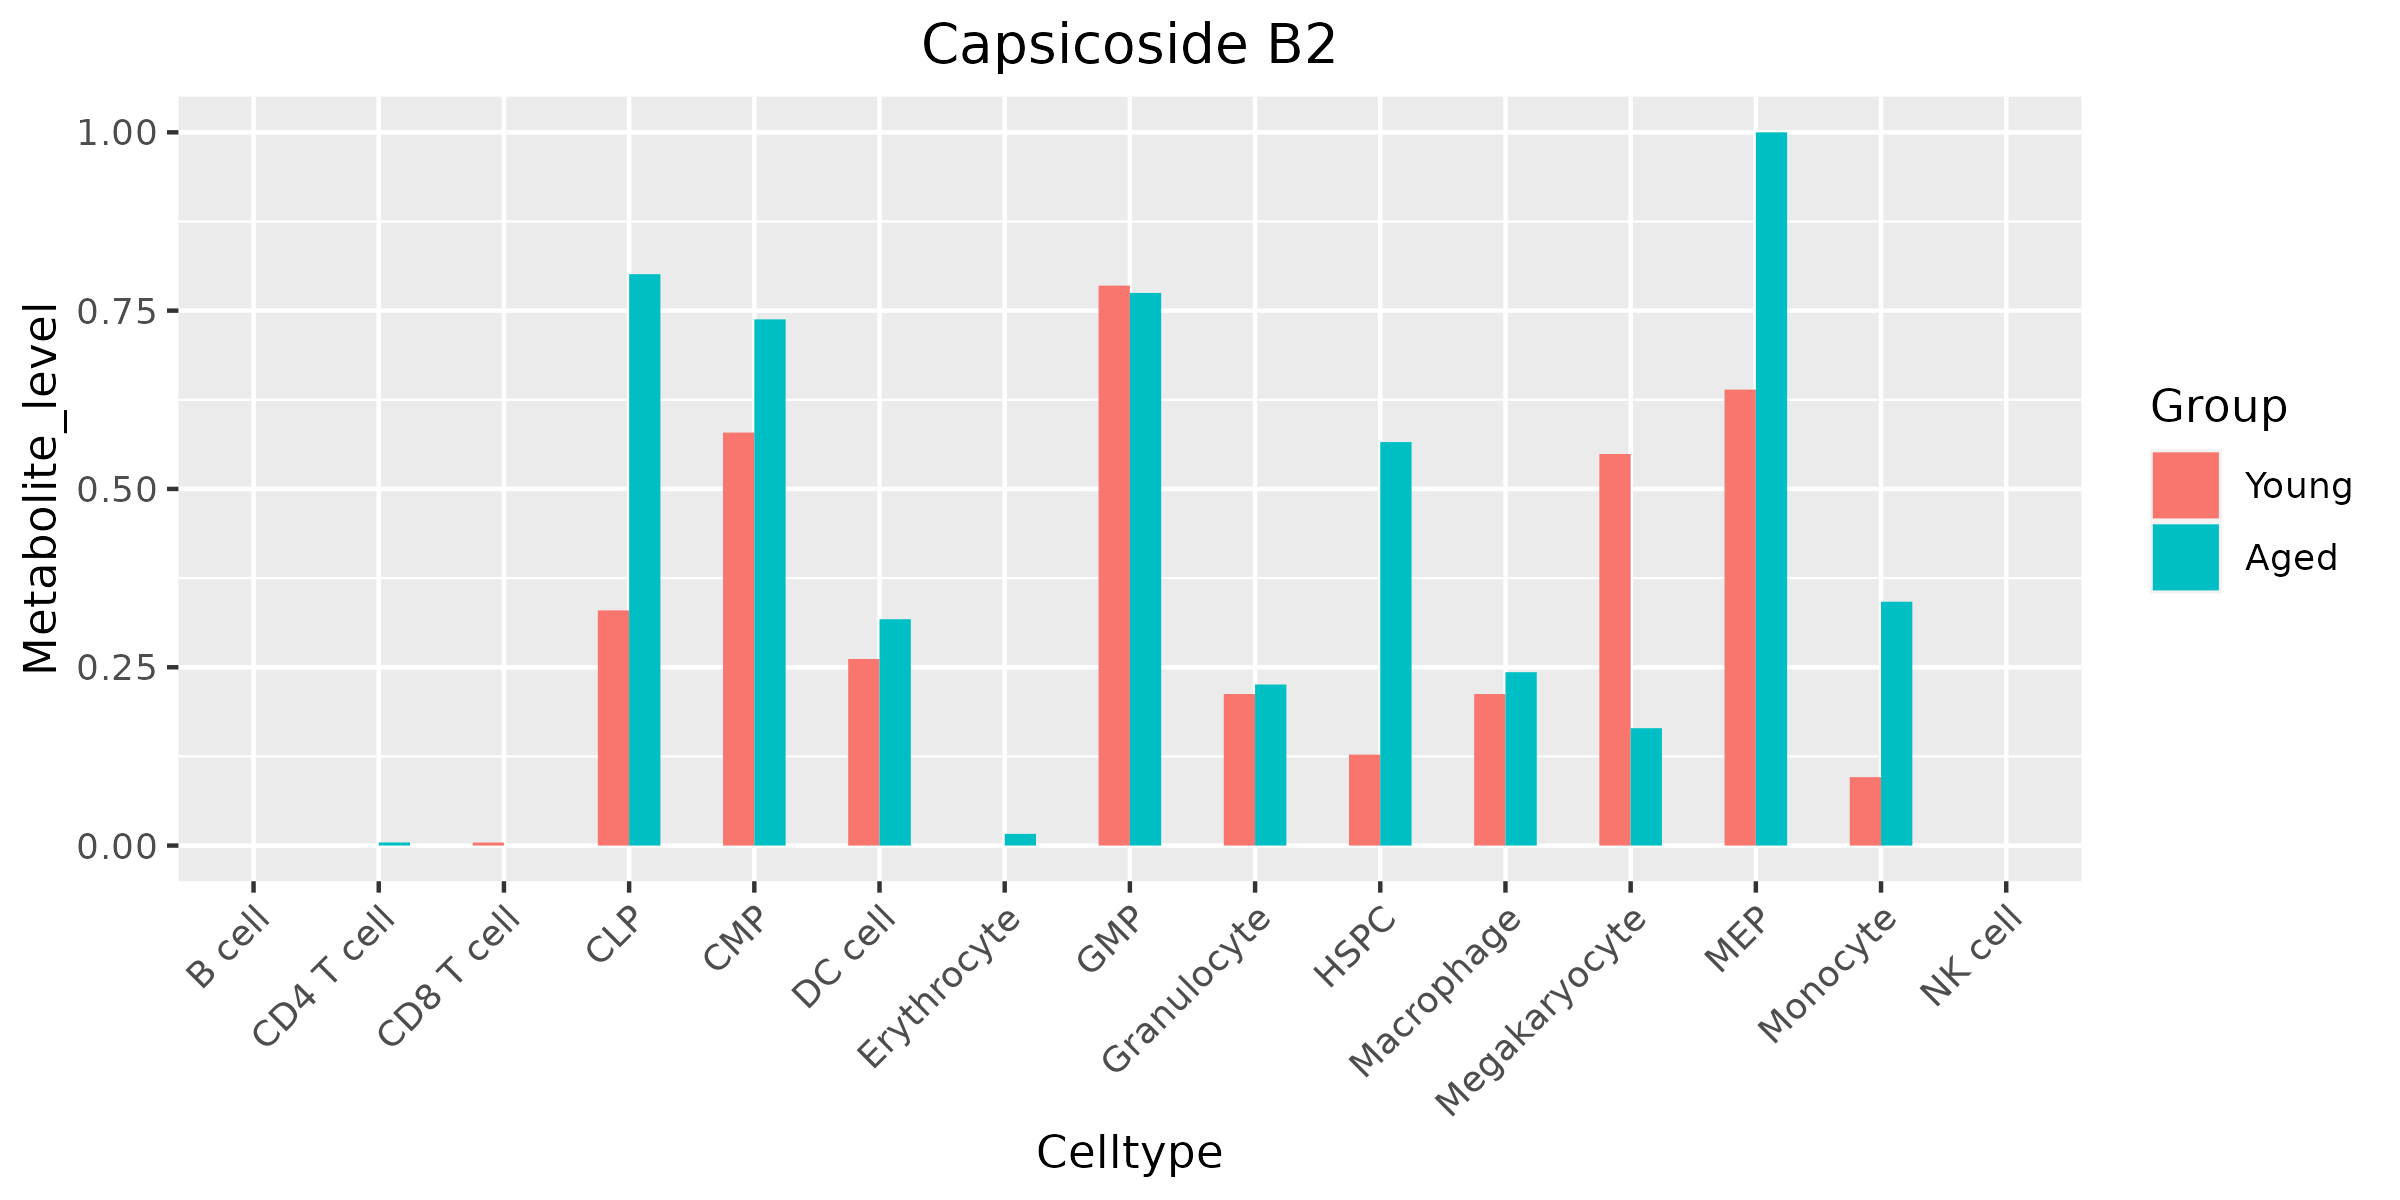 Capsicoside B2
Metabolite_level
1.00
0.75
0.50
0.25
0.00
B cell
CD4 T cell
CD8 T cell
CLP
CMP
DC cell
Erythrocyte
GMP
Granulocyte
HSPC
Macrophage
Megakaryocyte
MEP
Monocyte
NK cell
Celltype
Group
Young
Aged